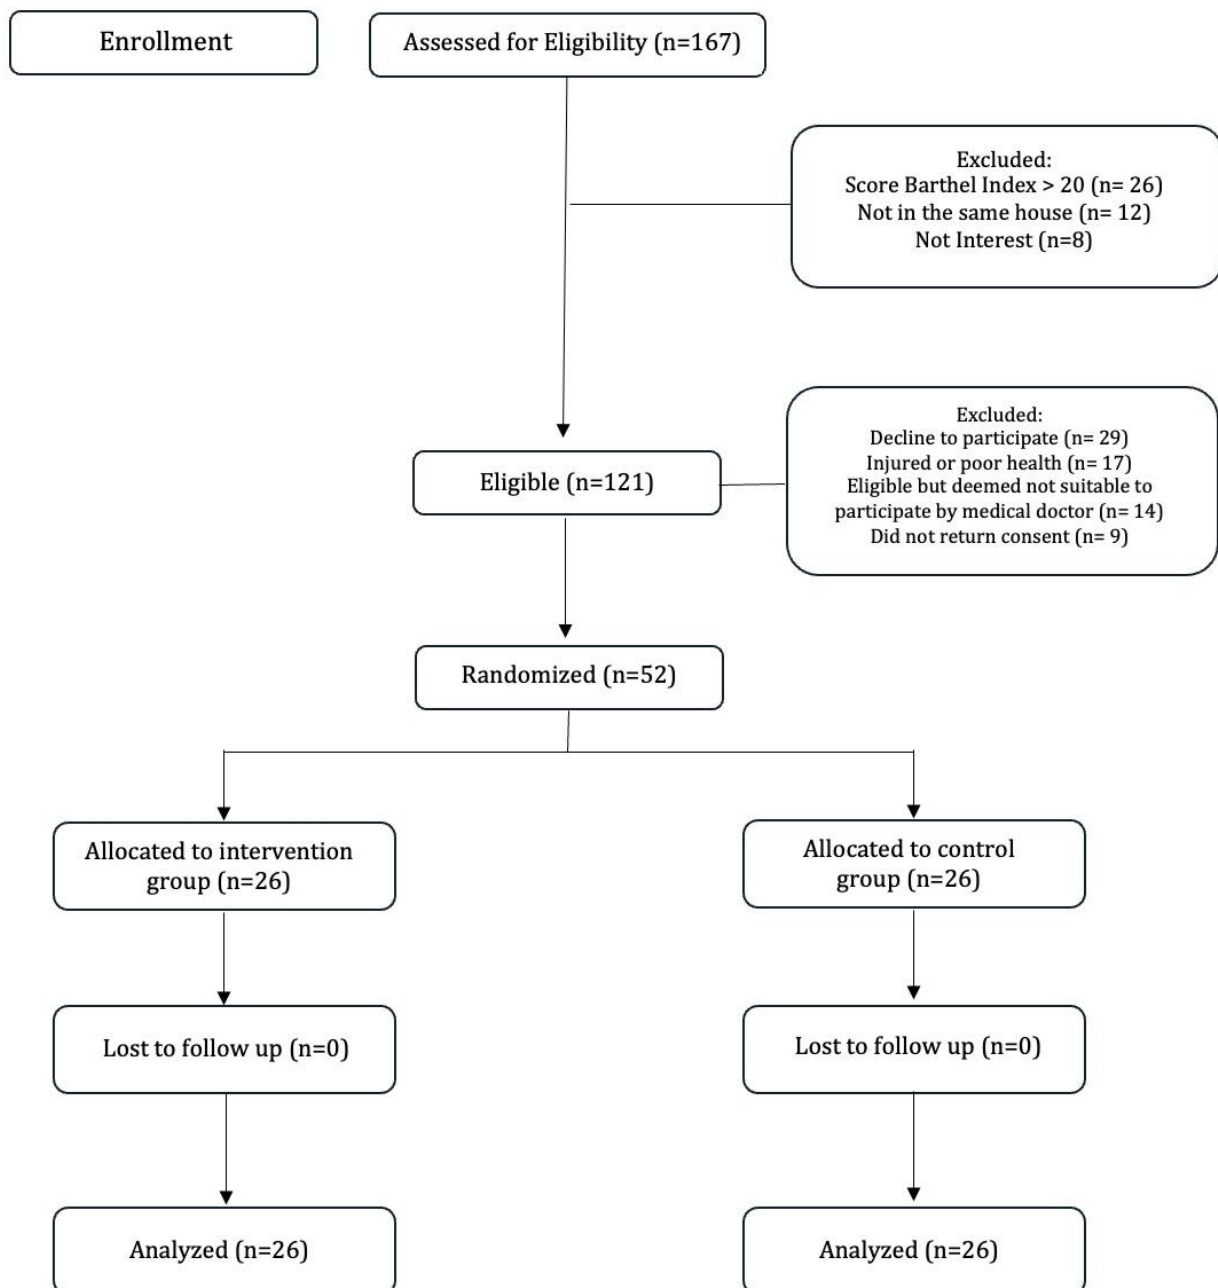 Enrollment
Assessed for Eligibility (n=167)
Excluded:
Score Barthel Index > 20 (n= 26)
Not in the same house (n= 12)
Not Interest (n=8)
Excluded:
Decline to participate (n= 29)
Injured or poor health (n= 17)
Eligible but deemed not suitable to
participate by medical doctor (n= 14)
Did not return consent (n= 9)
Eligible (n=121)
Randomized (n=52)
Allocated to intervention
group (n=26)
Allocated to control
group (n=26)
Lost to follow up (n=0)
Lost to follow up (n=0)
Analyzed (n=26)
Analyzed (n=26)